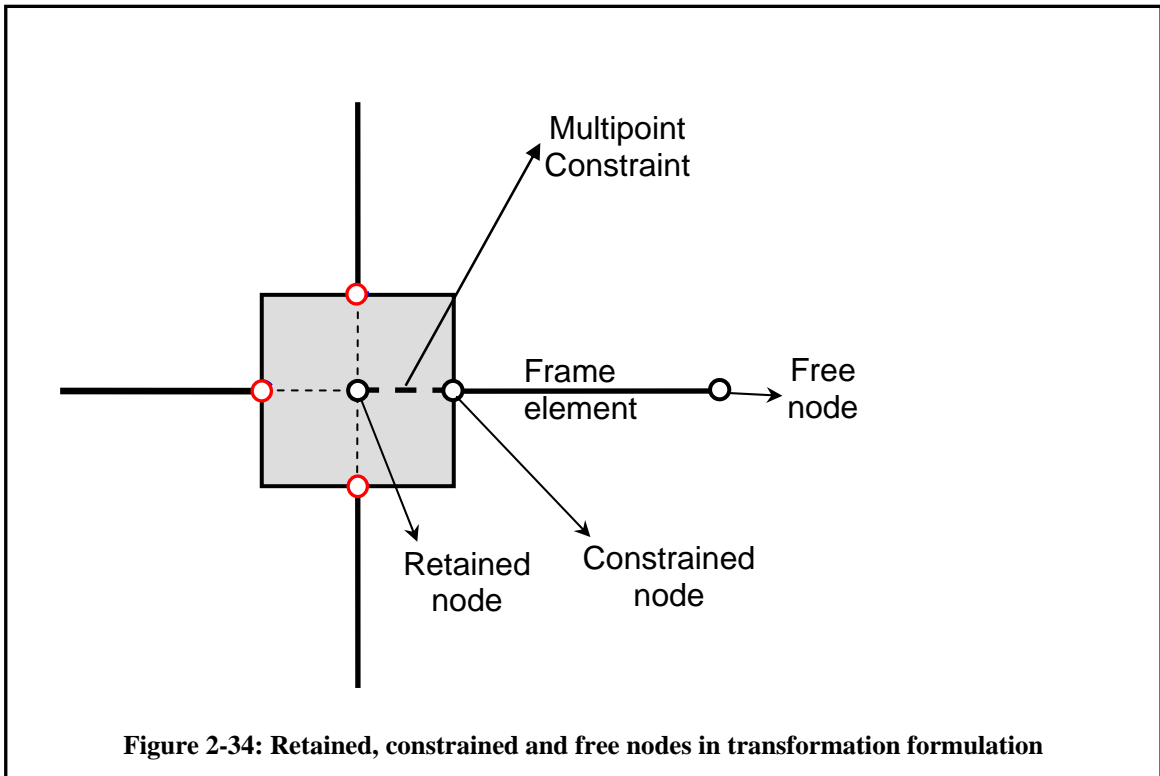 Multipoint
Constraint
Frame
element
Free
node
Retained
node
Constrained
node
Figure 2-34: Retained, constrained and free nodes in transformation formulation